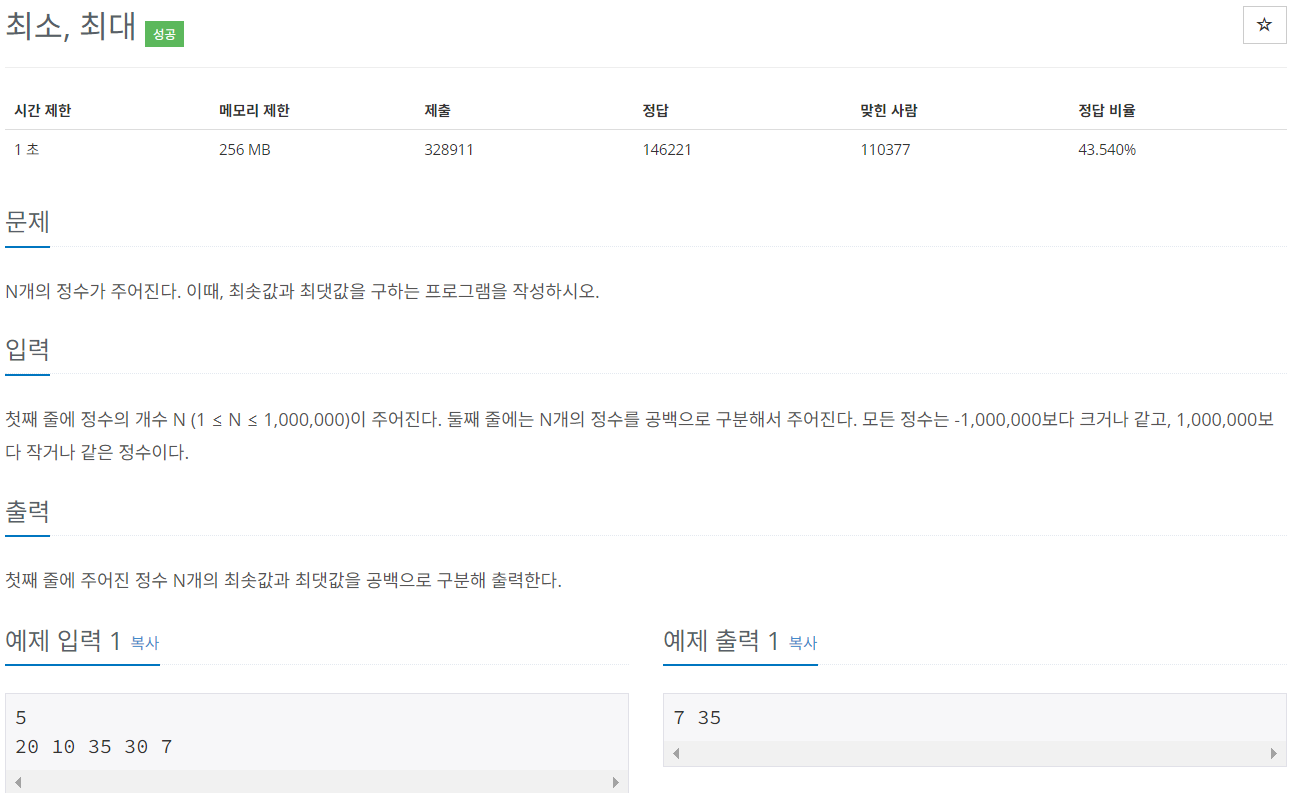 최소, 최대 성공
☆
시간 제한 메모리 제한 제출 정답 맞힌 사람 정답 비율
1 초 256 MB 328911 146221 110377 43.540%
문제
N개의 정수가 주어진다. 이때, 최솟값과 최댓값을 구하는 프로그램을 작성하시오.
입력
첫째 줄에 정수의 개수 N (1 ≤ N ≤ 1,000,000)이 주어진다. 둘째 줄에는 N개의 정수를 공백으로 구분해서 주어진다. 모든 정수는 -1,000,000보다 크거나 같고, 1,000,000보
다 작거나 같은 정수이다.
출력
첫째 줄에 주어진 정수 N개의 최솟값과 최댓값을 공백으로 구분해 출력한다.
예제 입력 1 복사
5
20 10 35 30 7
예제 출력 1 복사
7 35